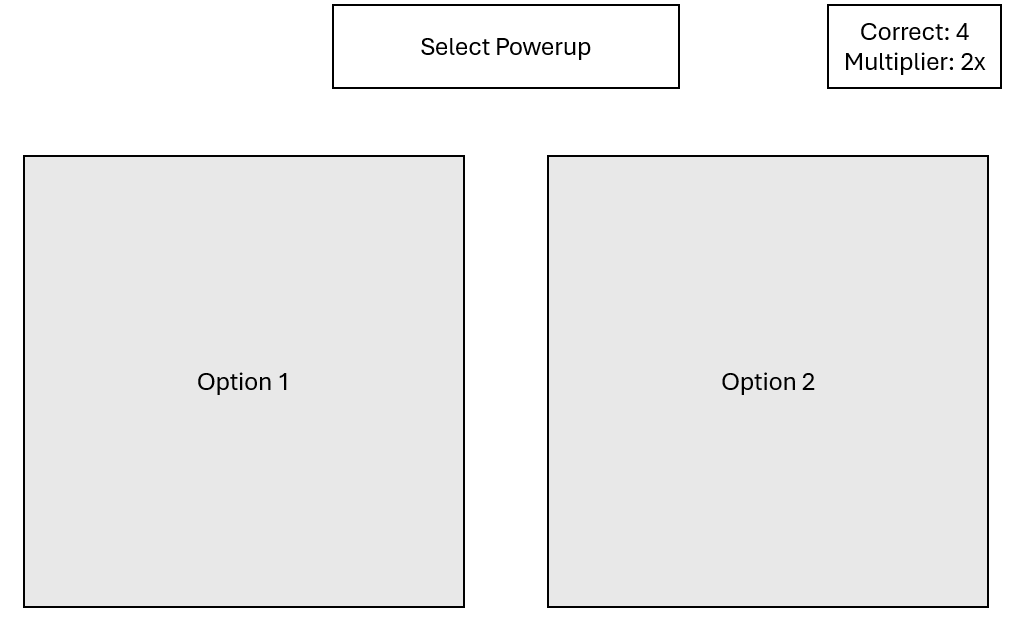 Select Powerup
Correct: 4
Multiplier: 2x
Option 1
Option 2